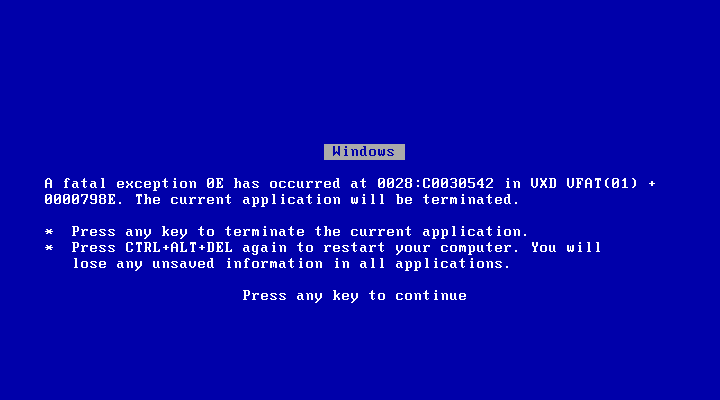 Windows
A fatal exception 0E has occurred at 0028:C0030542 in VXD VFAT(01) +
0000798E. The current application will be terminated.
*  Press any key to terminate the current application.
*  Press CTRL+ALT+DEL again to restart your computer. You will
lose any unsaved information in all applications.
Press any key to continue